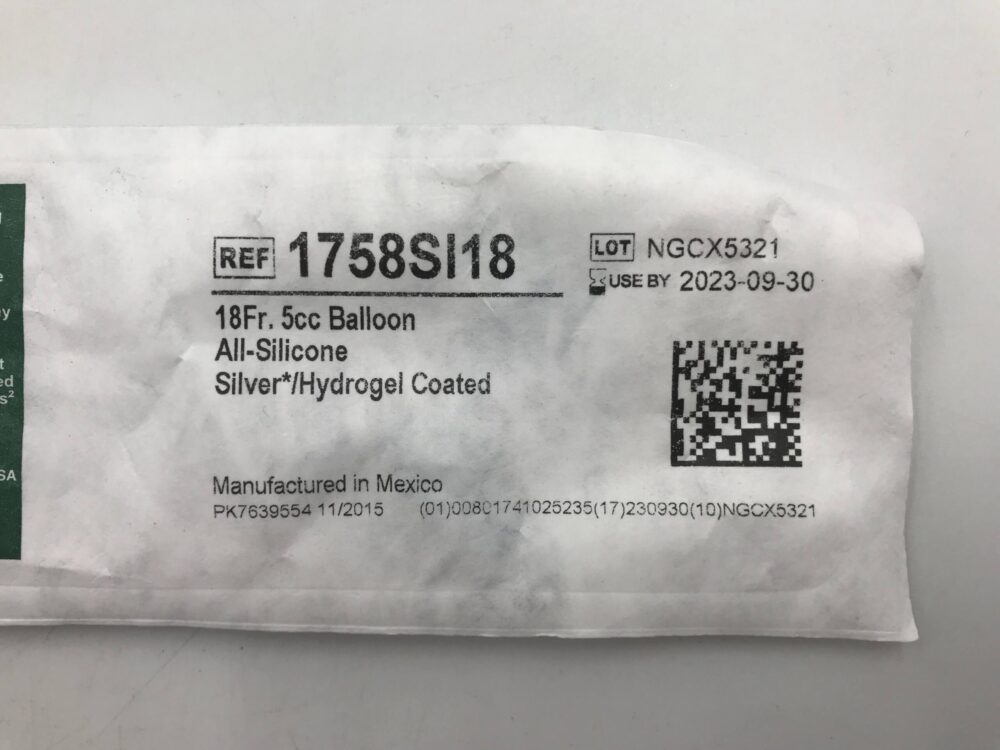 REF 1758SI18
18Fr. 5cc Balloon
All-Silicone
Silver*/Hydrogel Coated
LOT NGCX5321
USE BY 2023-09-30
Manufactured in Mexico
PK7639554 11/2015 (01)00801741025235(17)230930(10)NGCX5321